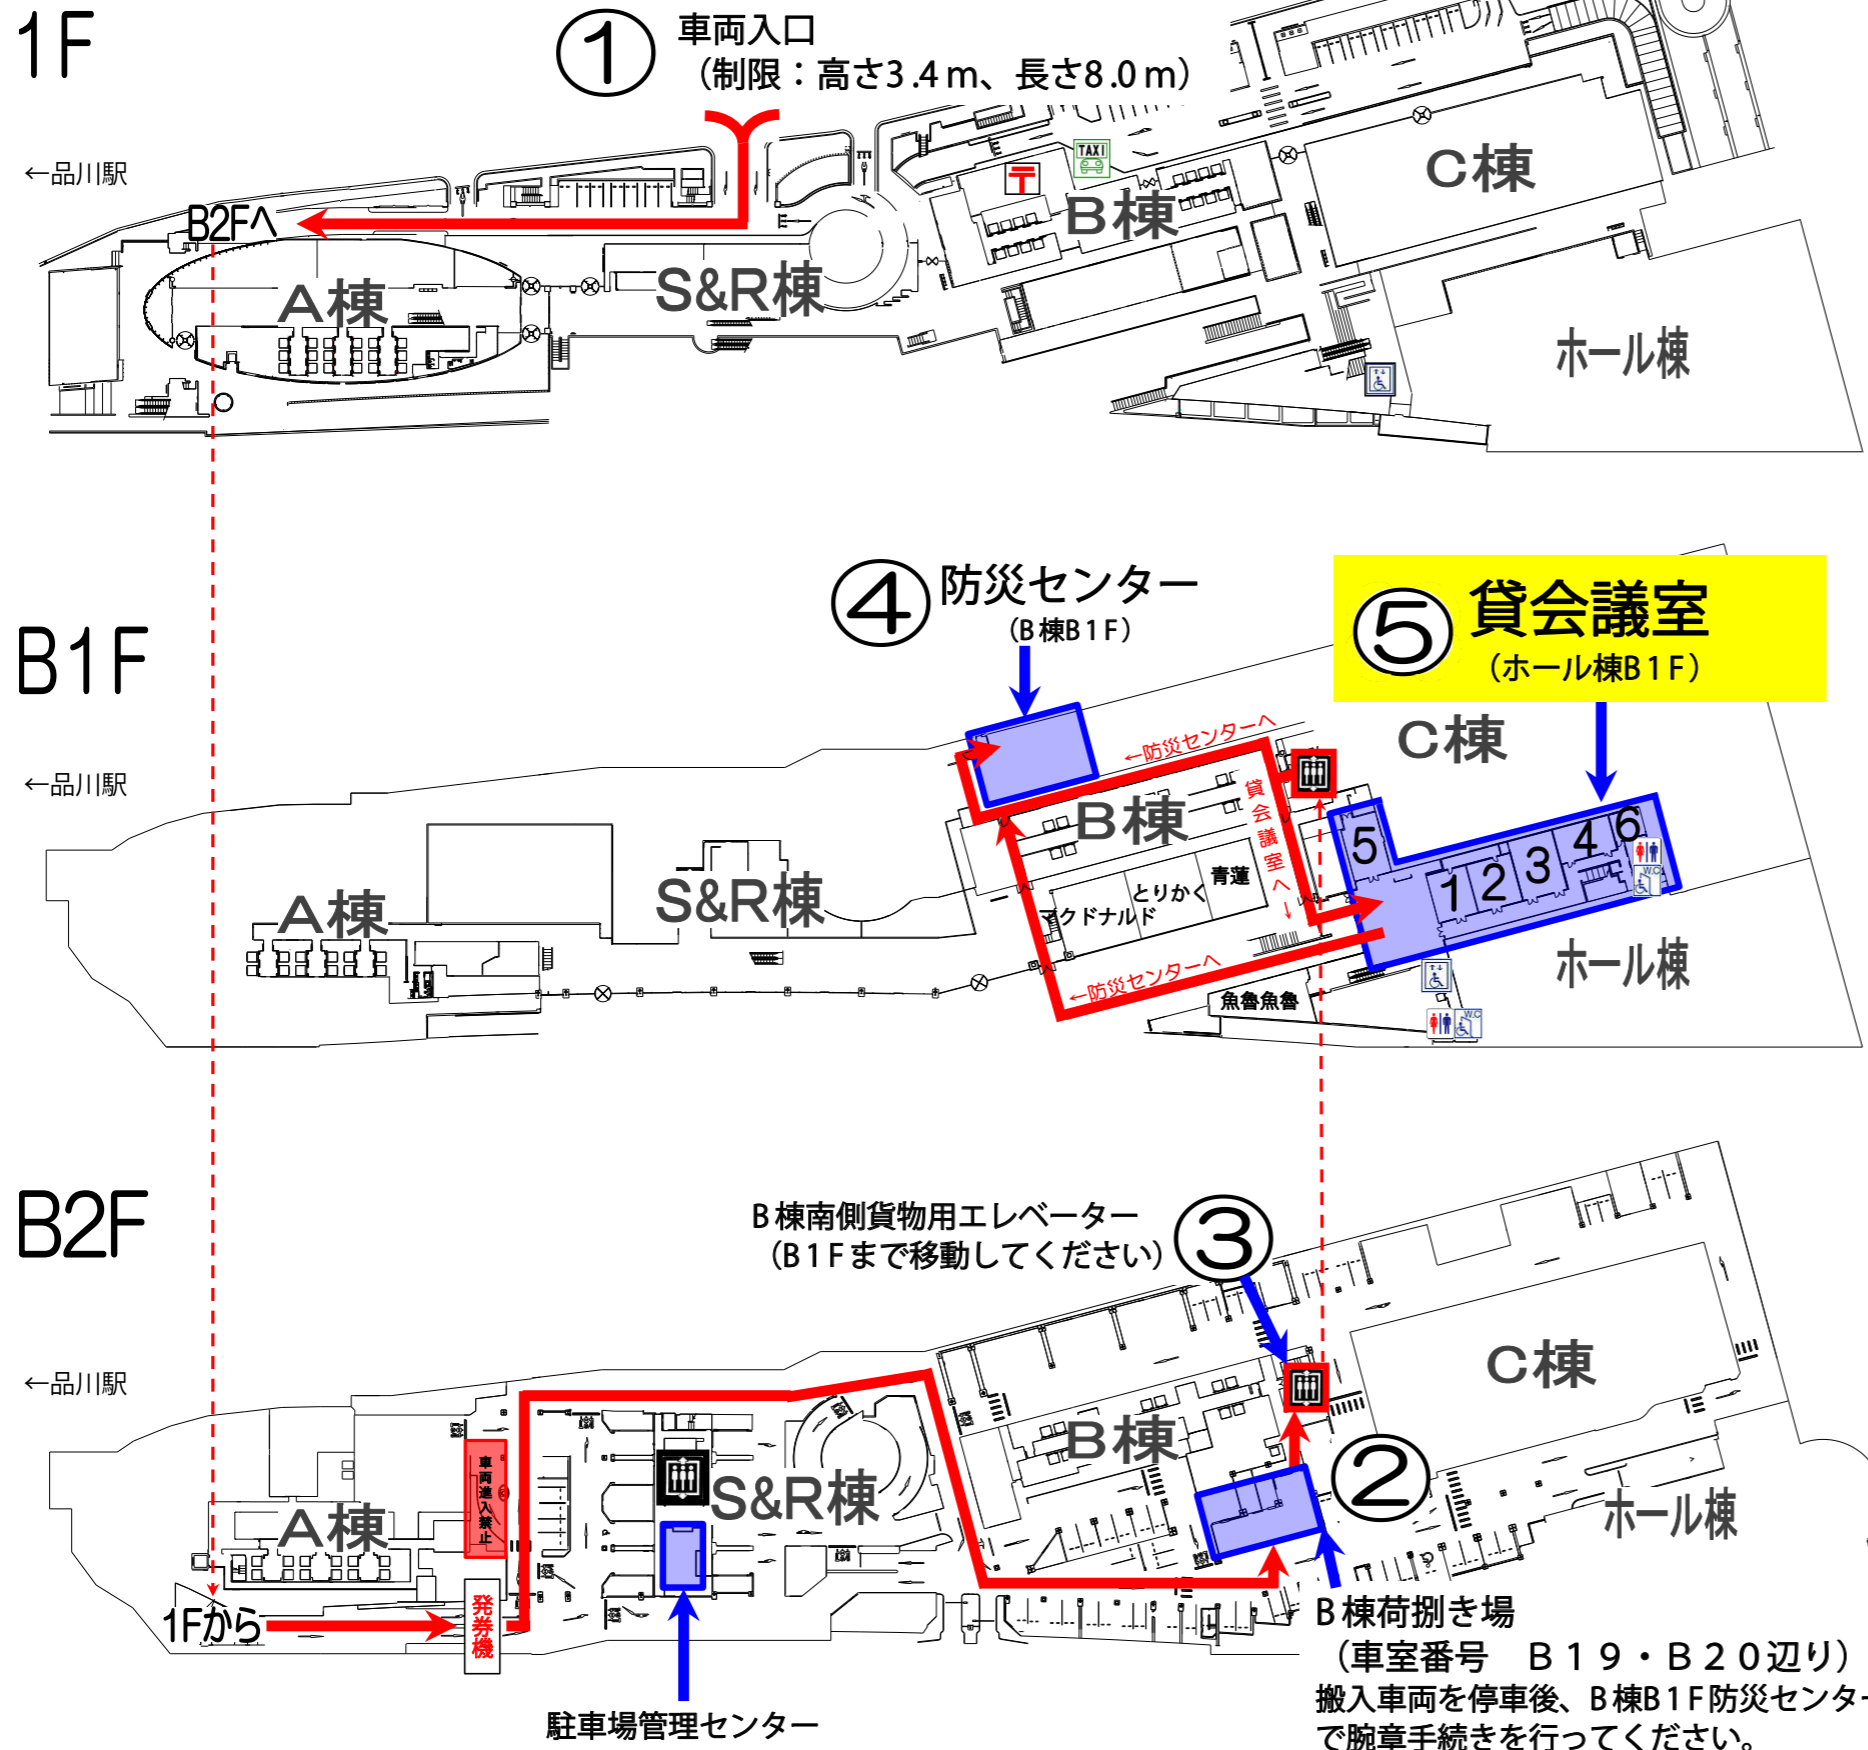 1F
① 車両入口
（制限：高さ3.4m、長さ8.0m）
←品川駅
B2Fへ
TAXI
〒
A棟
S&R棟
B棟
C棟
ホール棟
B1F
④ 防災センター
（B棟B1F）
⑤ 貸会議室
（ホール棟B1F）
←品川駅
←防災センターへ
貸会議室へ→
A棟
S&R棟
B棟
C棟
ホール棟
マクドナルド
とりかく
青蓮
魚魯魚魯
←防災センターへ
5
1
2
3
4
6
W.C
W.C
B2F
B棟南側貨物用エレベーター
（B1Fまで移動してください）
③
←品川駅
車両進入禁止
A棟
S&R棟
B棟
C棟
ホール棟
②
1Fから
発券機
駐車場管理センター
B棟荷捌き場
（車室番号　B19・B20辺り）
搬入車両を停車後、B棟B1F防災センター
で腕章手続きを行ってください。